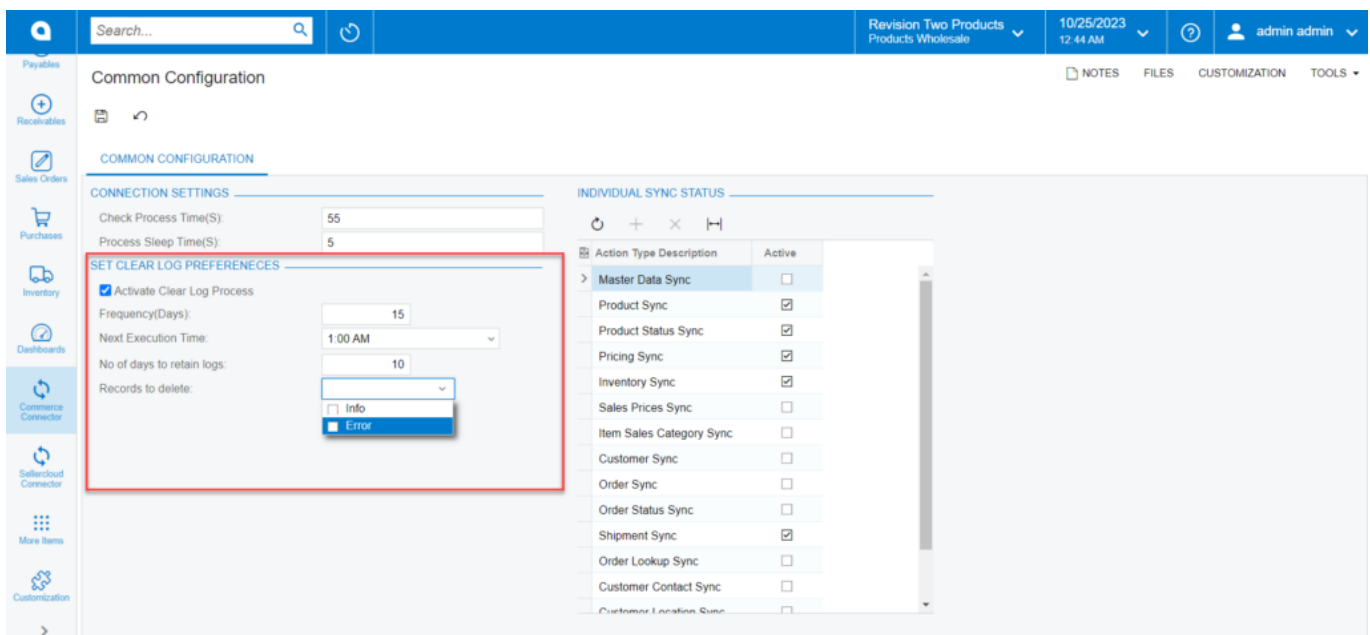 Search...
Revision Two Products
Products Wholesale
10/25/2023
12:44 AM
admin admin
Payables
Receivables
Sales Orders
Purchases
Inventory
Dashboards
Commerce
Connector
Sellercloud
Connector
More Items
Customization
Common Configuration
NOTES FILES CUSTOMIZATION TOOLS
COMMON CONFIGURATION
CONNECTION SETTINGS
Check Process Time(S): 55
Process Sleep Time(S): 5
SET CLEAR LOG PREFERENECES
Activate Clear Log Process
Frequency(Days): 15
Next Execution Time: 1:00 AM
No of days to retain logs: 10
Records to delete:
Info
Error
INDIVIDUAL SYNC STATUS
Action Type Description Active
Master Data Sync
Product Sync
Product Status Sync
Pricing Sync
Inventory Sync
Sales Prices Sync
Item Sales Category Sync
Customer Sync
Order Sync
Order Status Sync
Shipment Sync
Order Lookup Sync
Customer Contact Sync
Customer Location Sync